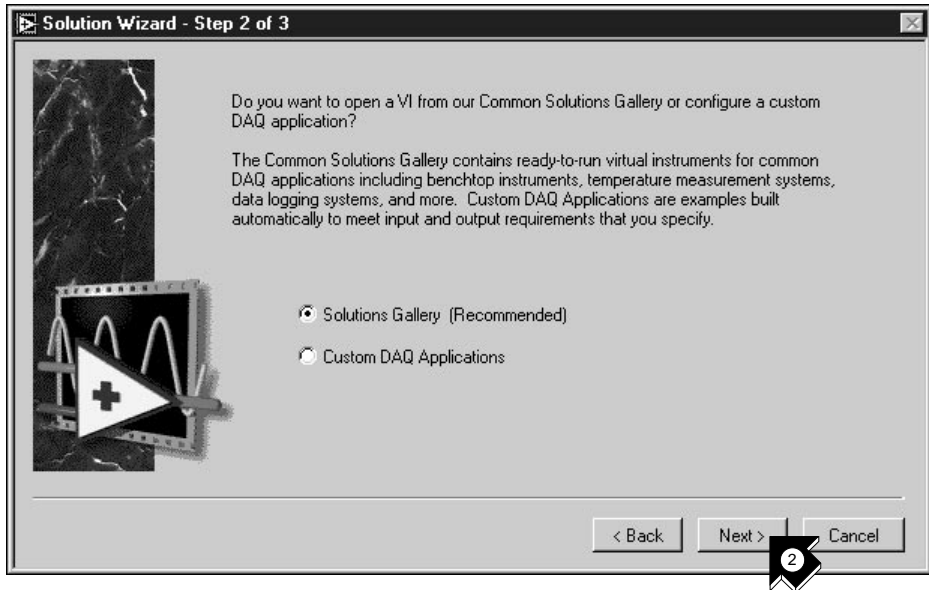 Solution Wizard - Step 2 of 3
Do you want to open a VI from our Common Solutions Gallery or configure a custom
DAQ application?
The Common Solutions Gallery contains ready-to-run virtual instruments for common
DAQ applications including benchtop instruments, temperature measurement systems,
data logging systems, and more.  Custom DAQ Applications are examples built
automatically to meet input and output requirements that you specify.
Solutions Gallery  (Recommended)
Custom DAQ Applications
< Back
Next >
Cancel
2